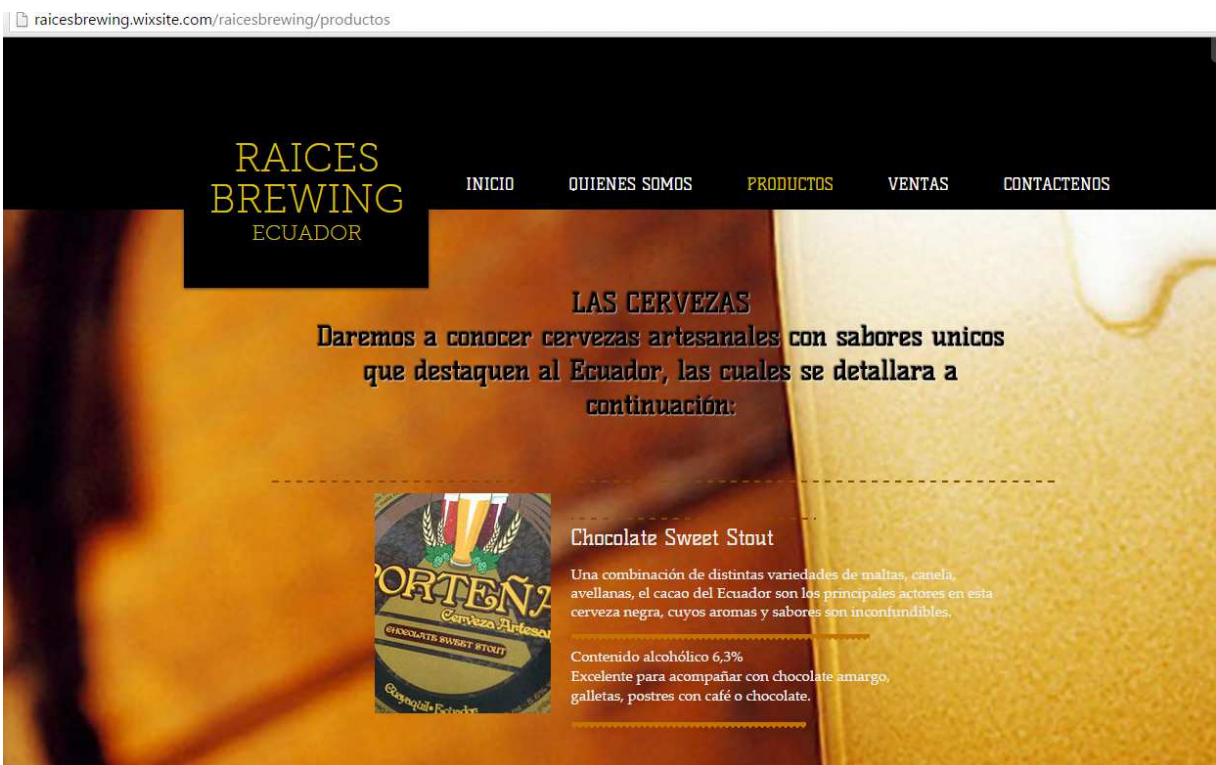 raicesbrewing.wixsite.com/raicesbrewing/productos
RAICES
BREWING
ECUADOR
INICIO QUIENES SOMOS PRODUCTOS VENTAS CONTACTENOS
LAS CERVEZAS
Daremos a conocer cervezas artesanales con sabores unicos
que destaquen al Ecuador, las cuales se detallara a
continuación:
PORTEÑA
Cerveza Artesan
CHOCOLATE SWEET STOUT
Guayaquil • Ecuador
Chocolate Sweet Stout
Una combinación de distintas variedades de maltas, canela,
avellanas, el cacao del Ecuador son los principales actores en esta
cerveza negra, cuyos aromas y sabores son inconfundibles.
Contenido alcohólico 6,3%
Excelente para acompañar con chocolate amargo,
galletas, postres con café o chocolate.